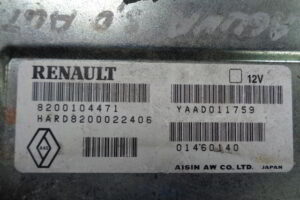 RENAULT
12V
8200104471
YAAD011759
HARD8200022406
01460140
AISIN AW CO., LTD. JAPAN